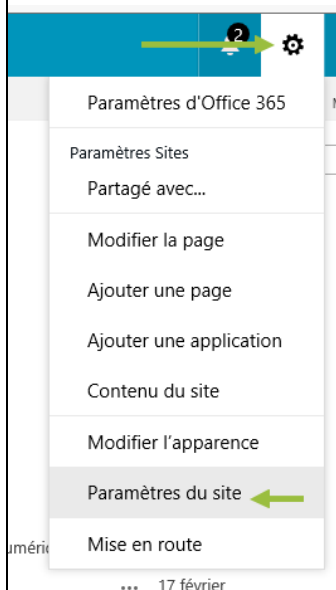 2
Paramètres d'Office 365
Paramètres Sites
Partagé avec...
Modifier la page
Ajouter une page
Ajouter une application
Contenu du site
Modifier l’apparence
Paramètres du site
Mise en route
... 17 février